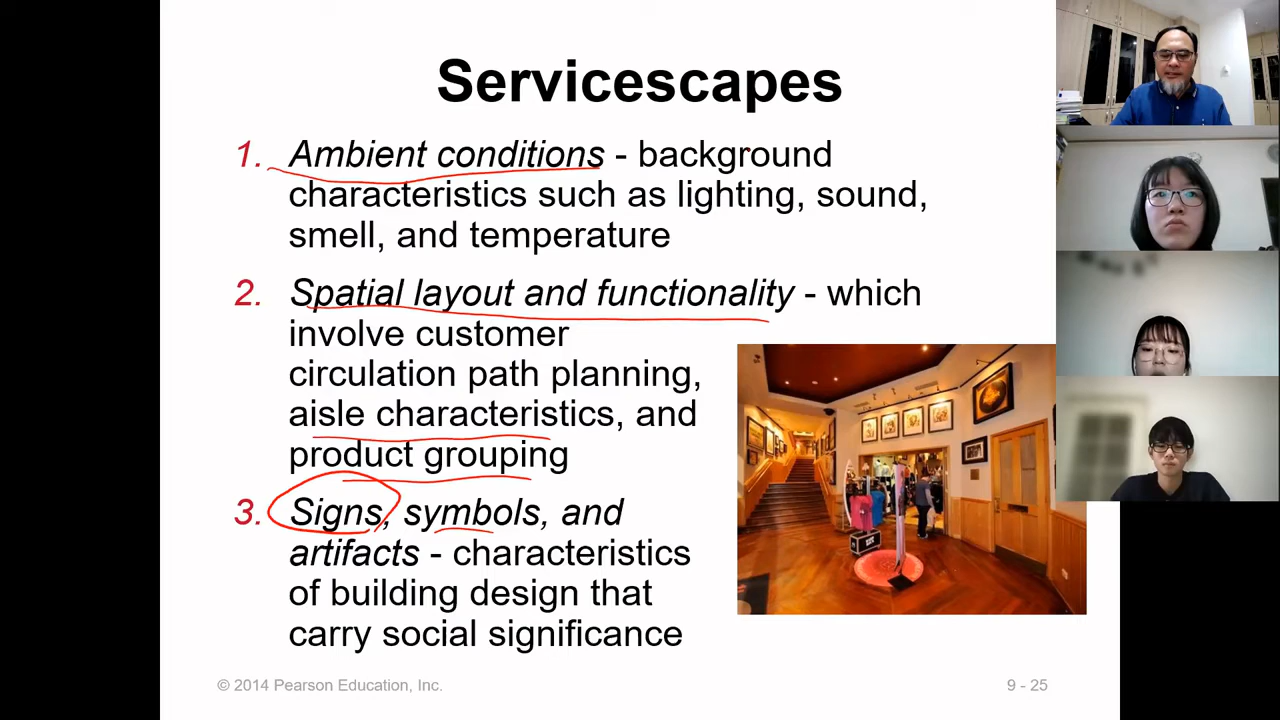 Servicescapes
1. Ambient conditions - background
characteristics such as lighting, sound,
smell, and temperature
2. Spatial layout and functionality - which
involve customer
circulation path planning,
aisle characteristics, and
product grouping
3. Signs, symbols, and
artifacts - characteristics
of building design that
carry social significance
© 2014 Pearson Education, Inc.
9 - 25